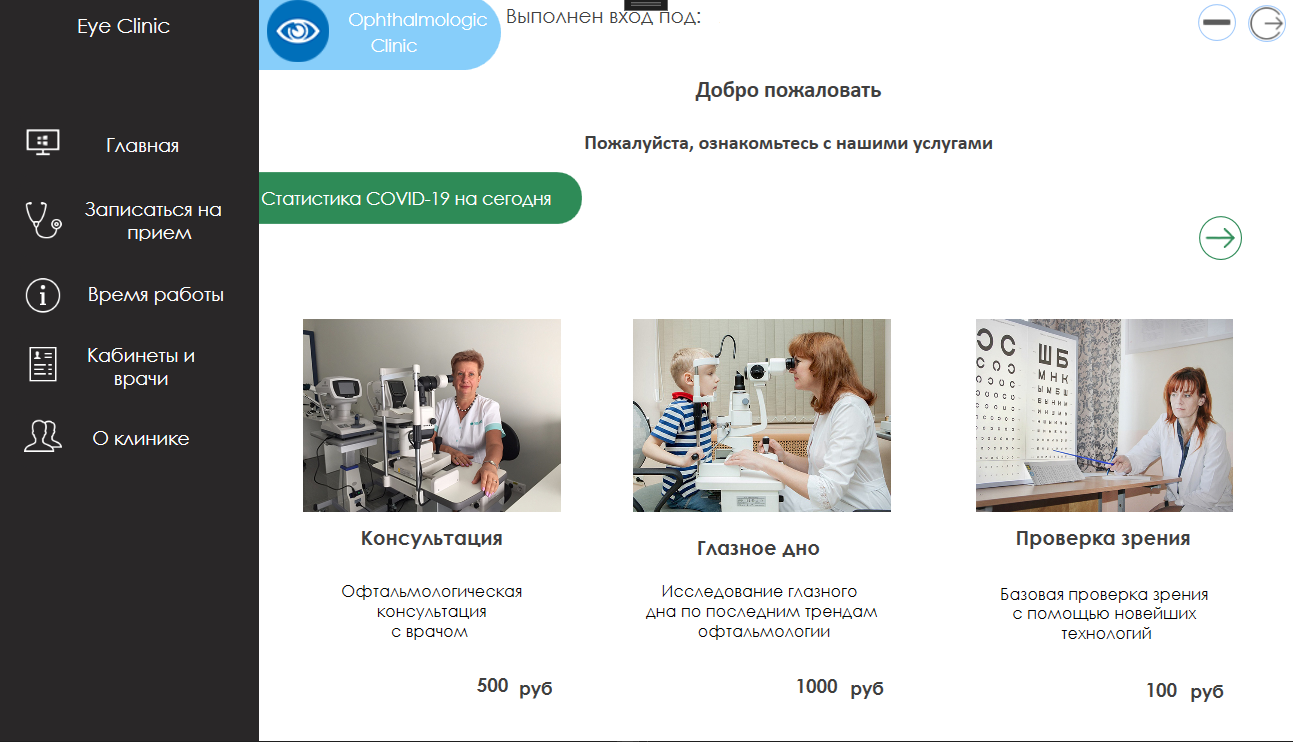 Eye Clinic
Главная
Записаться на
прием
Время работы
Кабинеты и
врачи
О клинике
Ophthalmologic
Clinic
Выполнен вход под:
Добро пожаловать
Пожалуйста, ознакомьтесь с нашими услугами
Статистика COVID-19 на сегодня
Ш Б
М Н К
Ы М Б Ш
Консультация
Офтальмологическая
консультация
с врачом
500 руб
Глазное дно
Исследование глазного
дна по последним трендам
офтальмологии
1000 руб
Проверка зрения
Базовая проверка зрения
с помощью новейших
технологий
100 руб